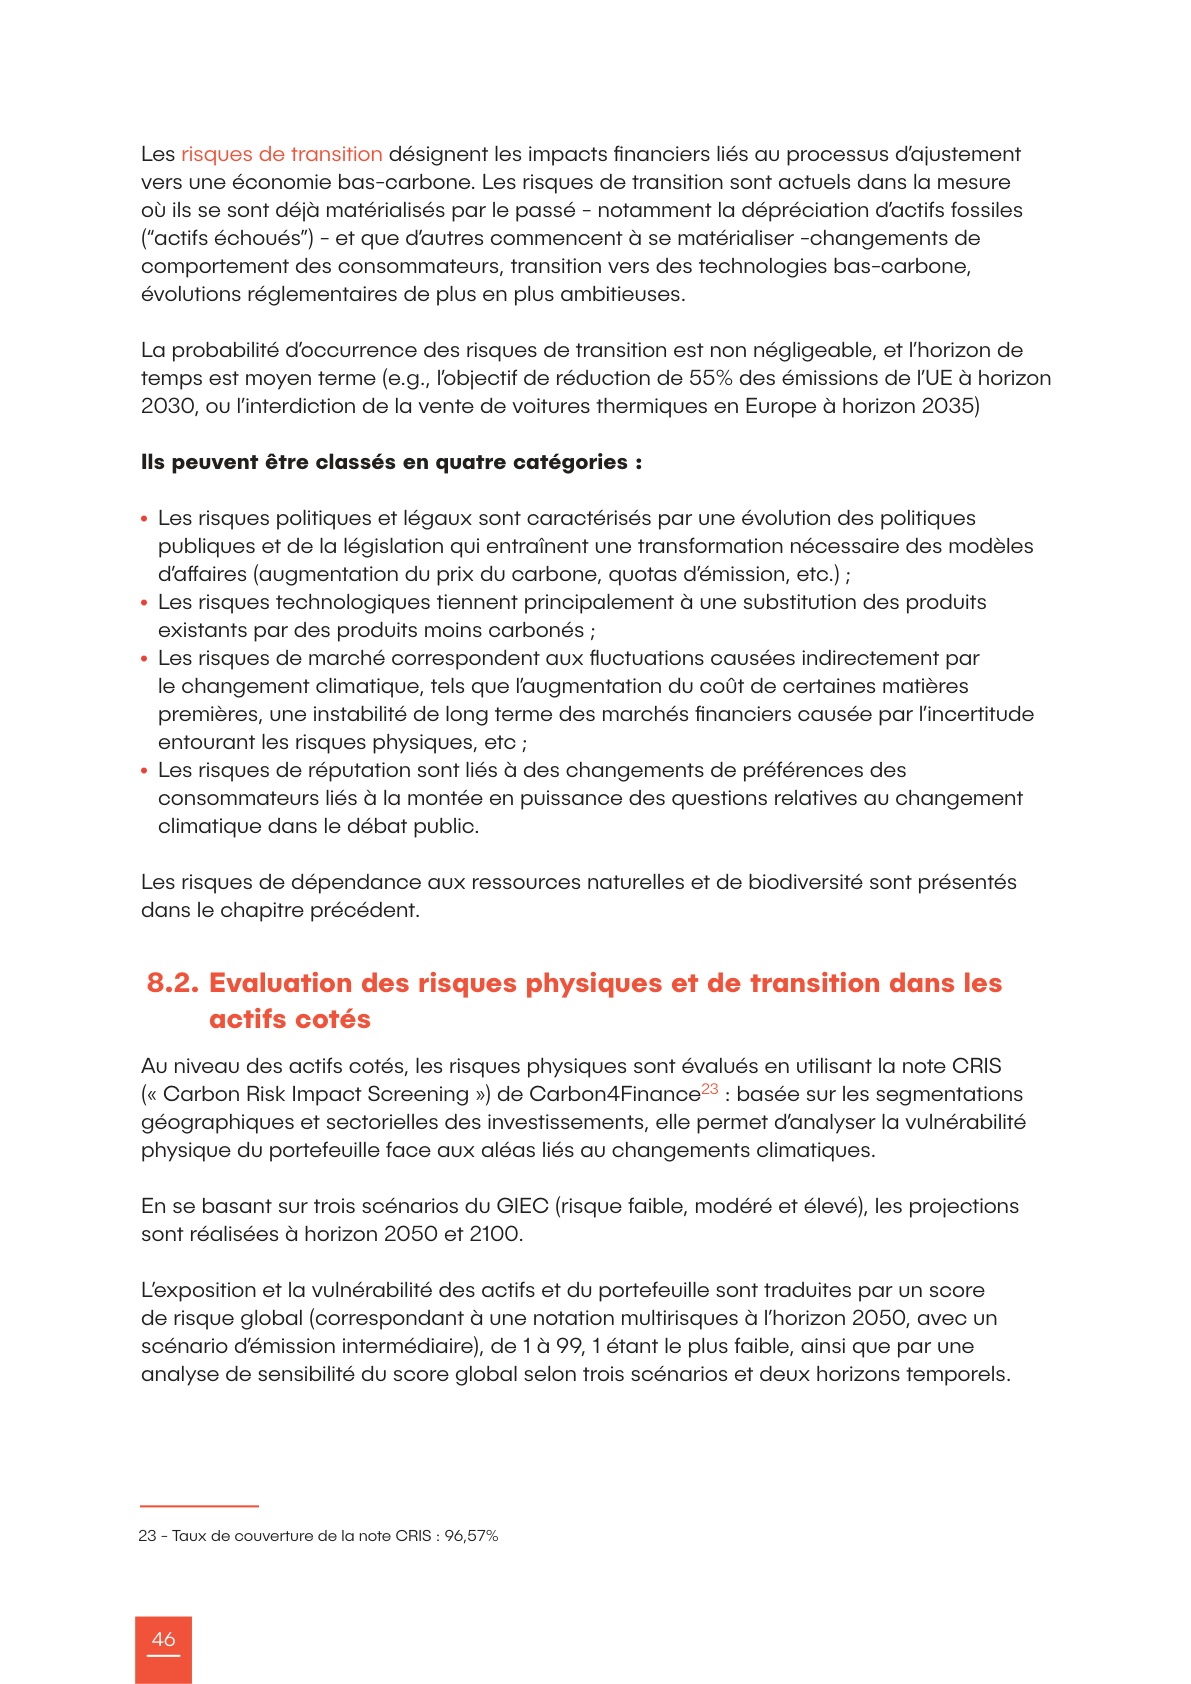 Les risques de transition désignent les impacts financiers liés au processus d’ajustement
vers une économie bas-carbone. Les risques de transition sont actuels dans la mesure
où ils se sont déjà matérialisés par le passé - notamment la dépréciation d’actifs fossiles
(“actifs échoués”) - et que d’autres commencent à se matérialiser -changements de
comportement des consommateurs, transition vers des technologies bas-carbone,
évolutions réglementaires de plus en plus ambitieuses.
La probabilité d’occurrence des risques de transition est non négligeable, et l’horizon de
temps est moyen terme (e.g., l’objectif de réduction de 55% des émissions de l’UE à horizon
2030, ou l’interdiction de la vente de voitures thermiques en Europe à horizon 2035)
Ils peuvent être classés en quatre catégories :
• Les risques politiques et légaux sont caractérisés par une évolution des politiques
publiques et de la législation qui entraînent une transformation nécessaire des modèles
d’affaires (augmentation du prix du carbone, quotas d’émission, etc.) ;
• Les risques technologiques tiennent principalement à une substitution des produits
existants par des produits moins carbonés ;
• Les risques de marché correspondent aux fluctuations causées indirectement par
le changement climatique, tels que l’augmentation du coût de certaines matières
premières, une instabilité de long terme des marchés financiers causée par l’incertitude
entourant les risques physiques, etc ;
• Les risques de réputation sont liés à des changements de préférences des
consommateurs liés à la montée en puissance des questions relatives au changement
climatique dans le débat public.
Les risques de dépendance aux ressources naturelles et de biodiversité sont présentés
dans le chapitre précédent.
8.2. Evaluation des risques physiques et de transition dans les
actifs cotés
Au niveau des actifs cotés, les risques physiques sont évalués en utilisant la note CRIS
(« Carbon Risk Impact Screening ») de Carbon4Finance23 : basée sur les segmentations
géographiques et sectorielles des investissements, elle permet d’analyser la vulnérabilité
physique du portefeuille face aux aléas liés au changements climatiques.
En se basant sur trois scénarios du GIEC (risque faible, modéré et élevé), les projections
sont réalisées à horizon 2050 et 2100.
L’exposition et la vulnérabilité des actifs et du portefeuille sont traduites par un score
de risque global (correspondant à une notation multirisques à l’horizon 2050, avec un
scénario d’émission intermédiaire), de 1 à 99, 1 étant le plus faible, ainsi que par une
analyse de sensibilité du score global selon trois scénarios et deux horizons temporels.
23 - Taux de couverture de la note CRIS : 96,57%
46